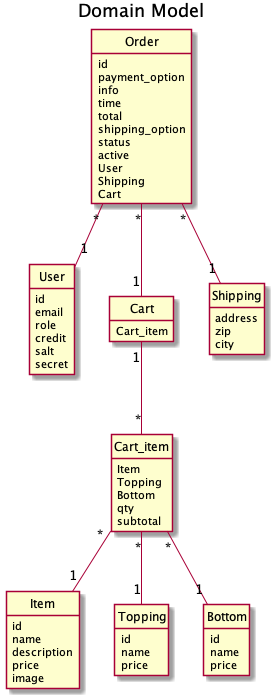 Domain Model
Order
id
payment_option
info
time
total
shipping_option
status
active
User
Shipping
Cart
* * *
1 1 1
User
id
email
role
credit
salt
secret
Cart
Cart_item
Shipping
address
zip
city
1
*
Cart_item
Item
Topping
Bottom
qty
subtotal
* * *
1 1 1
Item
id
name
description
price
image
Topping
id
name
price
Bottom
id
name
price